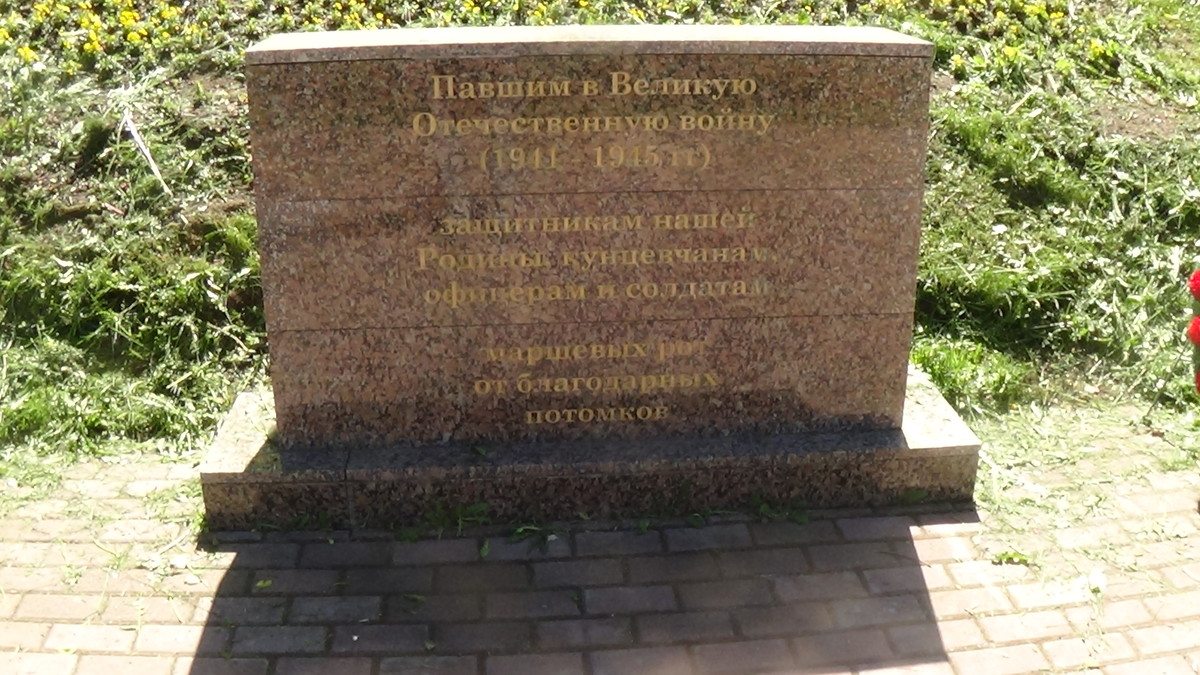 Павшим в Великую
Отечественную войну
(1941 - 1945 гг)
защитникам нашей
Родины, кунцевчанам,
офицерам и солдатам
маршевых рот
от благодарных
потомков